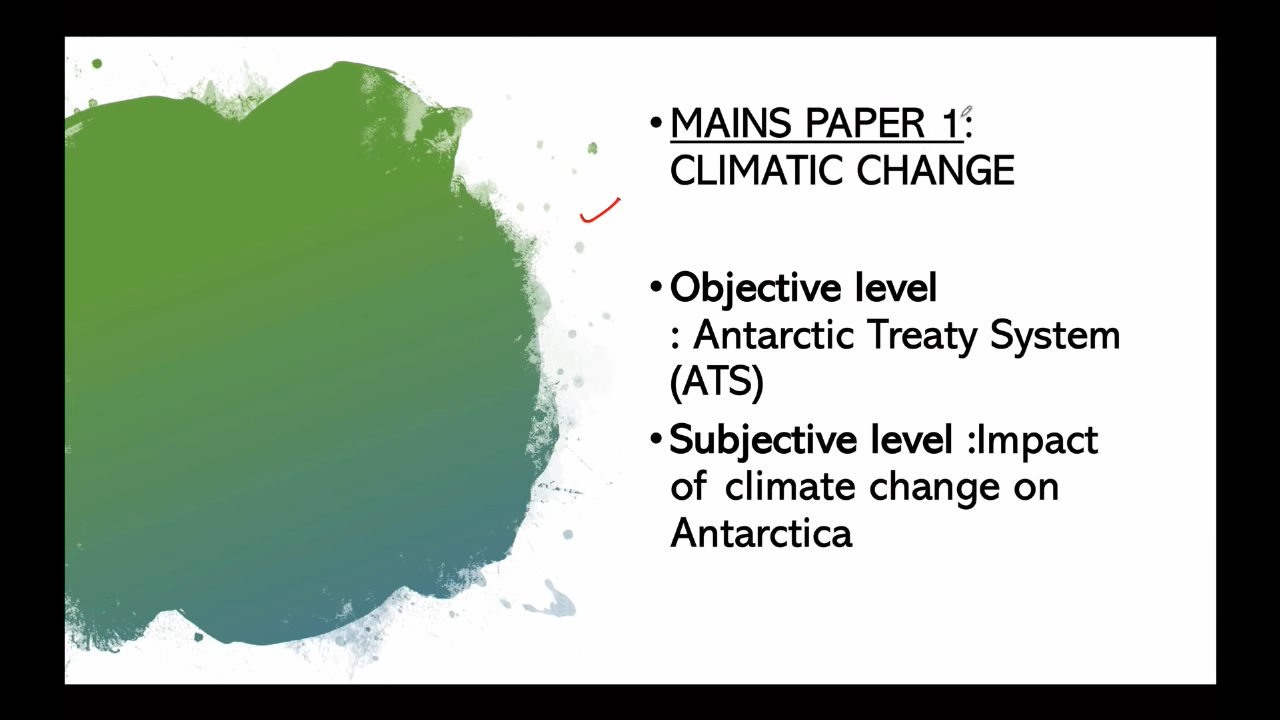 • MAINS PAPER 1:
CLIMATIC CHANGE
• Objective level
: Antarctic Treaty System
(ATS)
• Subjective level :Impact
of climate change on
Antarctica